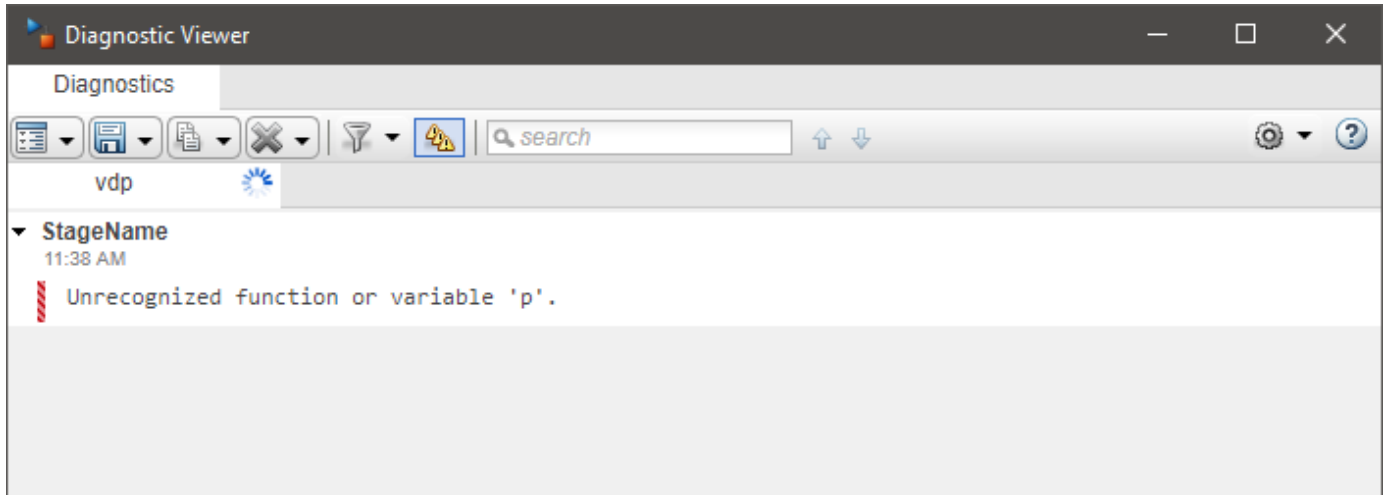 Diagnostic Viewer
Diagnostics
search
vdp
StageName
11:38 AM
Unrecognized function or variable 'p'.